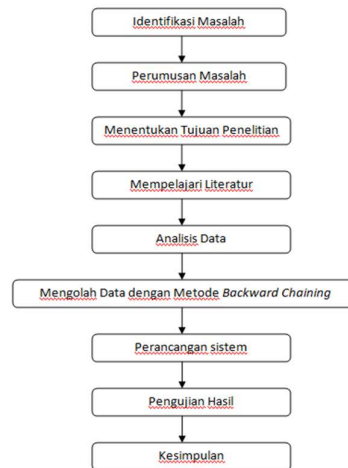 Identifikasi Masalah
Perumusan Masalah
Menentukan Tujuan Penelitian
Mempelajari Literatur
Analisis Data
Mengolah Data dengan Metode Backward Chaining
Perancangan sistem
Pengujian Hasil
Kesimpulan